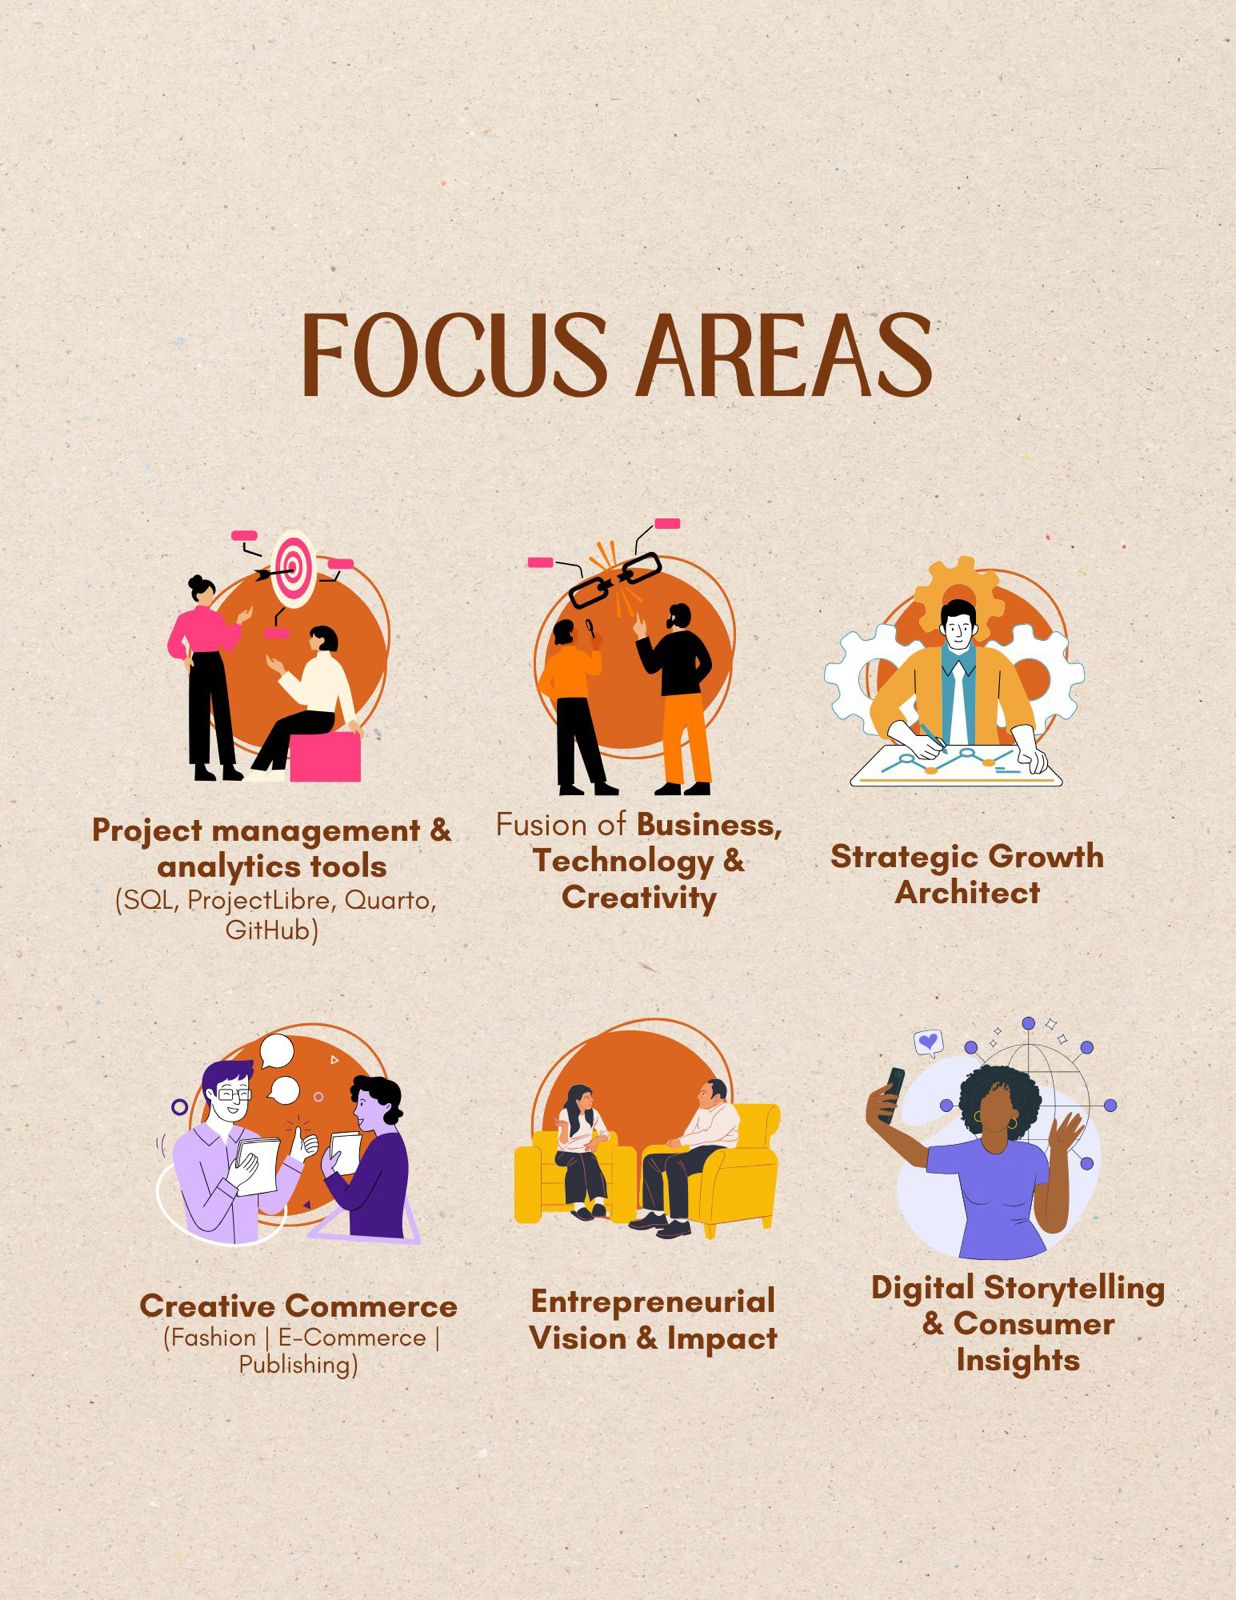 FOCUS AREAS
Project management &
analytics tools
(SQL, ProjectLibre, Quarto,
GitHub)
Fusion of Business,
Technology &
Creativity
Strategic Growth
Architect
Creative Commerce
(Fashion | E-Commerce |
Publishing)
Entrepreneurial
Vision & Impact
Digital Storytelling
& Consumer
Insights